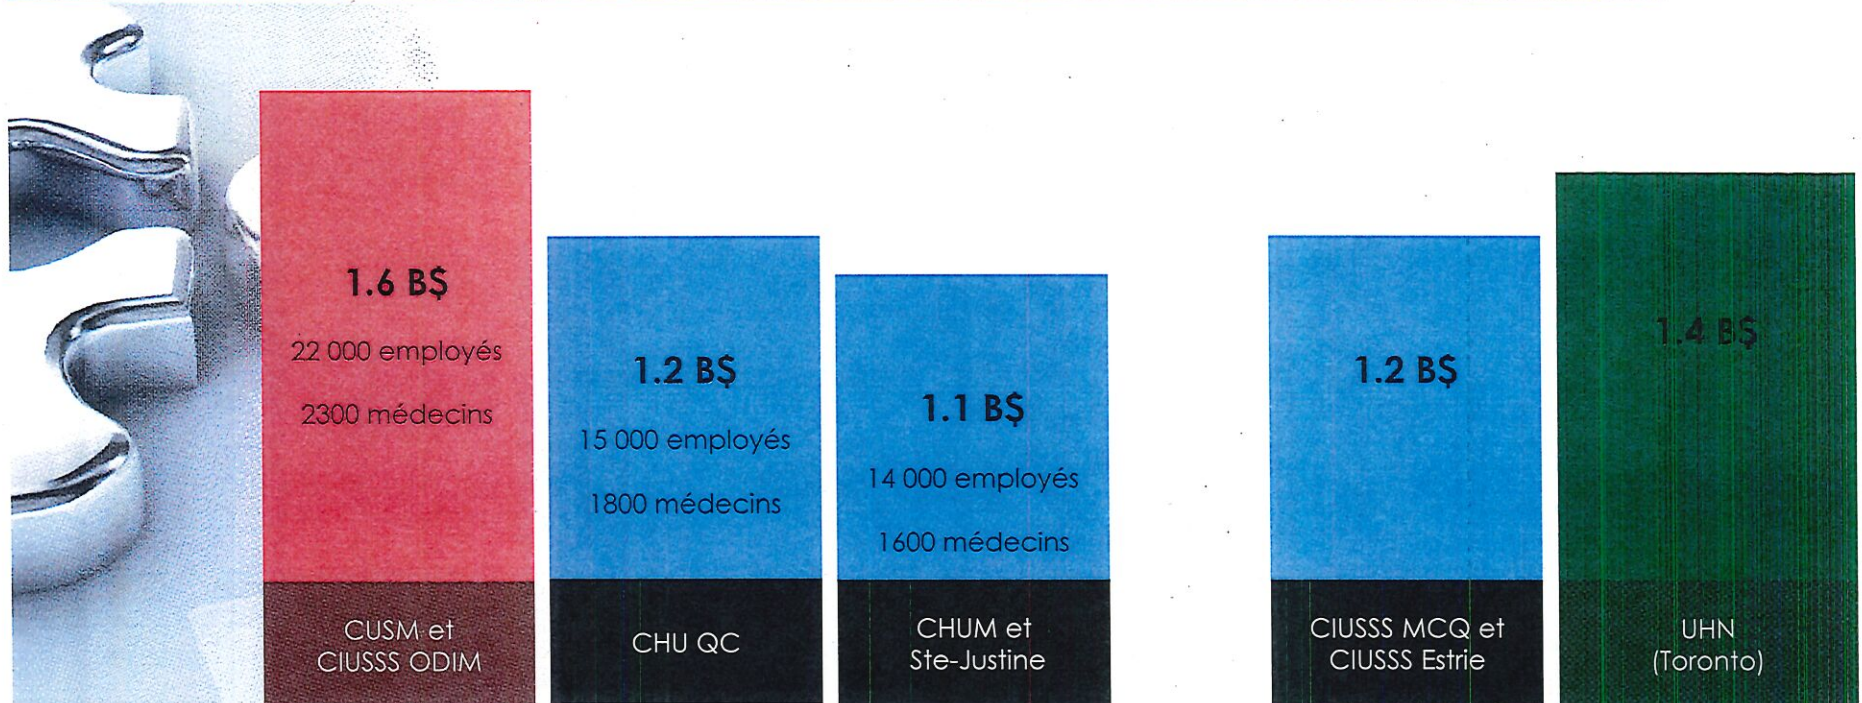 1.6 B$
22 000 employés
2300 médecins
CUSM et
CIUSSS ODIM
1.2 B$
15 000 employés
1800 médecins
CHU QC
1.1 B$
14 000 employés
1600 médecins
CHUM et
Ste-Justine
1.2 B$
CIUSSS MCQ et
CIUSSS Estrie
1.4 B$
UHN
(Toronto)